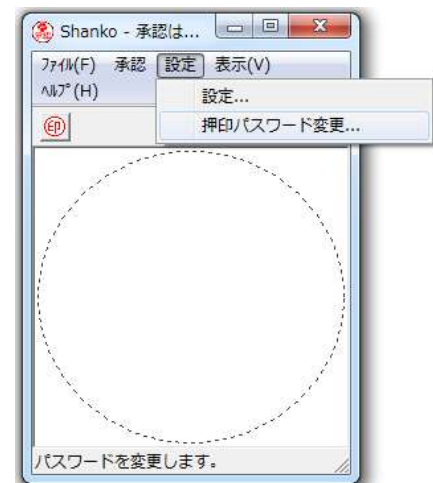 Shanko - 承認は...
ファイル(F) 承認 設定 表示(V)
ヘルプ(H)
設定...
押印パスワード変更...
印
パスワードを変更します。